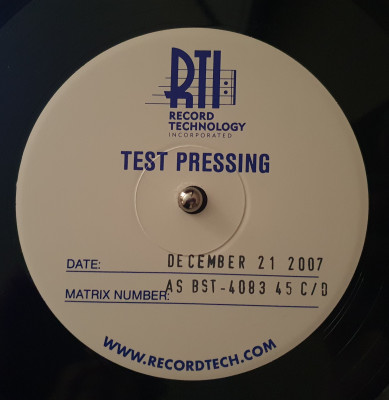 RTI
RECORD
TECHNOLOGY
INCORPORATED
TEST PRESSING
DATE: DECEMBER 21 2007
MATRIX NUMBER: AS BST-4083 45 C/D
WWW.RECORDTECH.COM